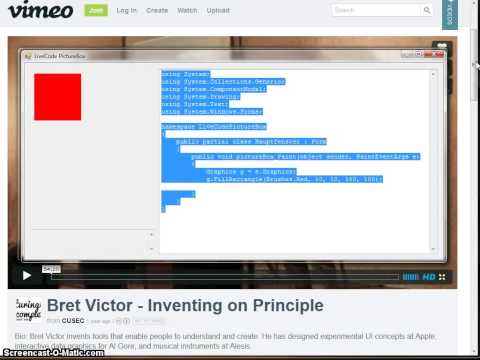 vimeo Join Log In Create Watch Upload
VIDEOS
LiveCode PictureBox
using System;
using System.Collections.Generic;
using System.ComponentModel;
using System.Drawing;
using System.Text;
using System.Windows.Forms;
namespace LiveCodePictureBox
{
public partial class Hauptfenster : Form
{
public void pictureBox_Paint(object sender, PaintEventArgs e)
{
Graphics g = e.Graphics;
g.FillRectangle(Brushes.Red, 10, 10, 100, 100);
}
}
}
54:20
HD
turing
complete
Bret Victor - Inventing on Principle
from CUSEC 1 year ago
Bio: Bret Victor invents tools that enable people to understand and create. He has designed experimental UI concepts at Apple,
interactive data graphics for Al Gore, and musical instruments at Alesis.
Screencast-O-Matic.com